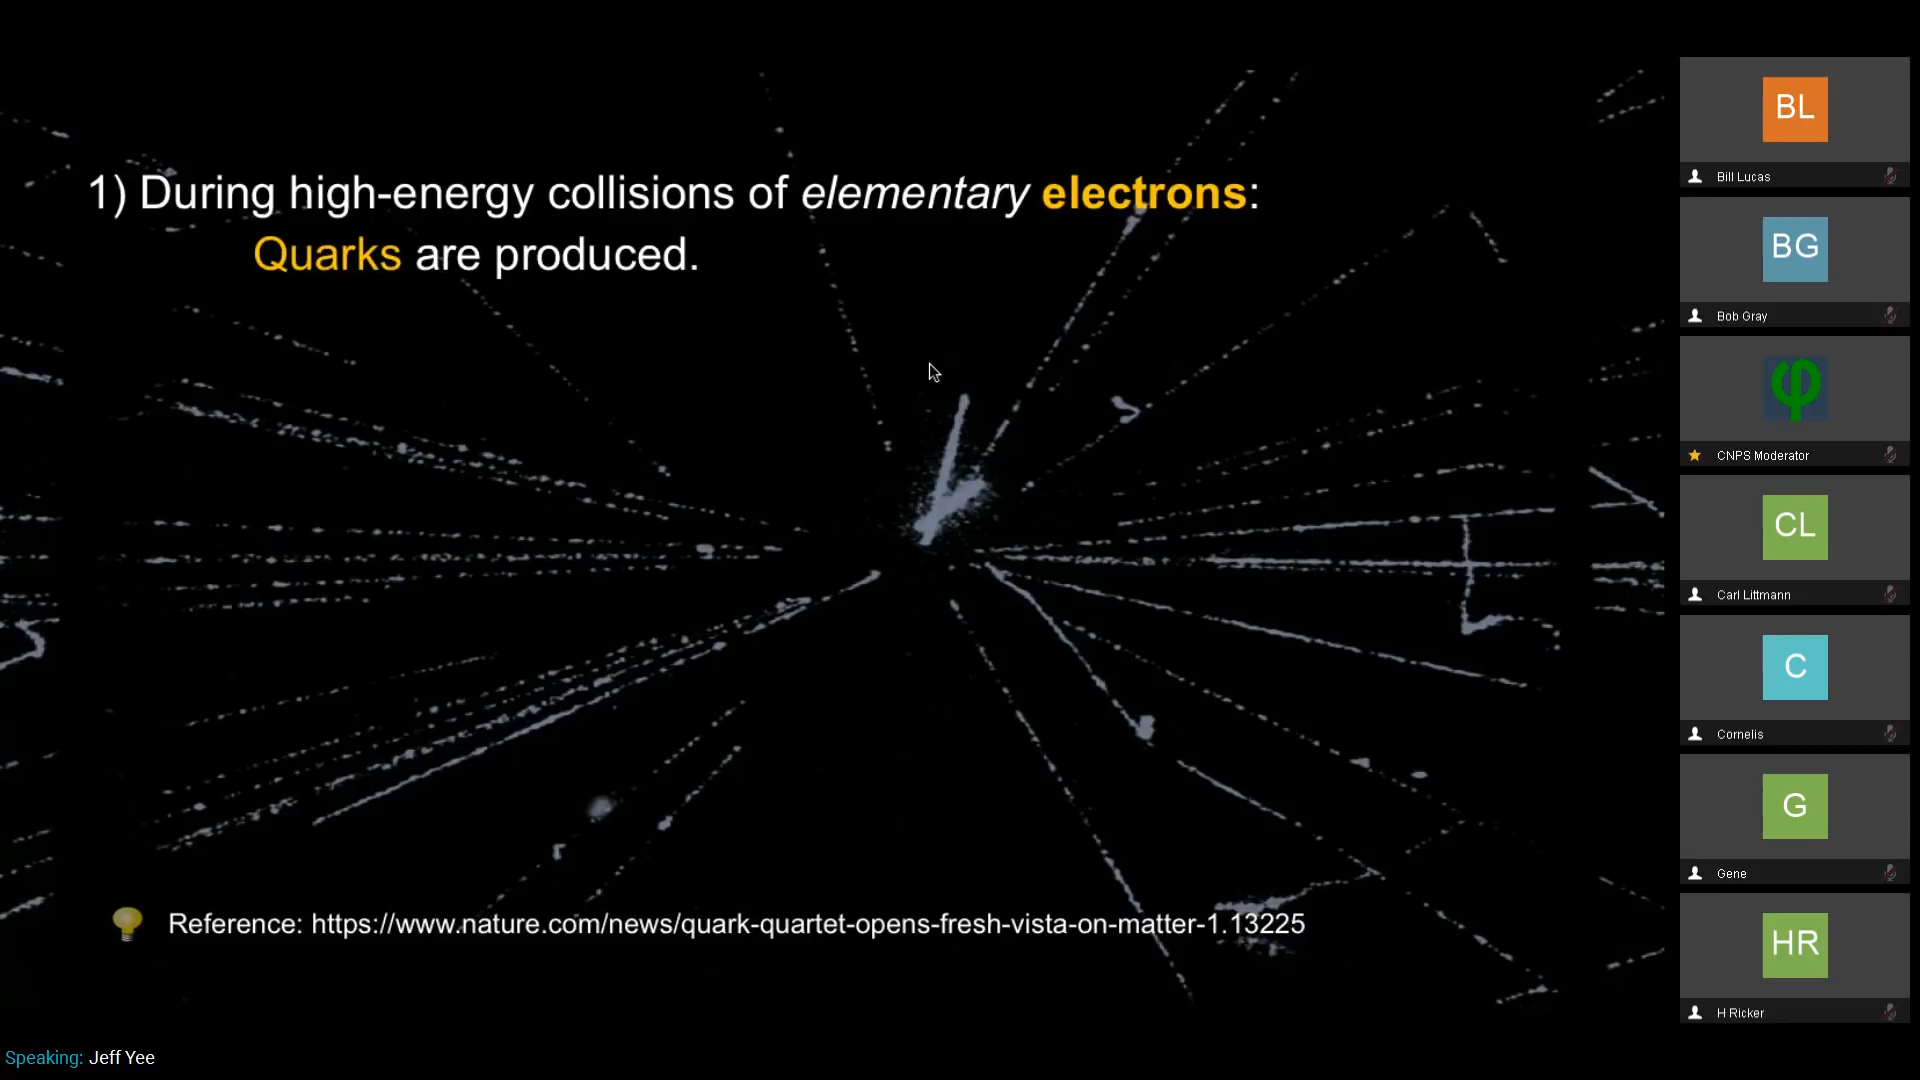 1) During high-energy collisions of elementary electrons:
Quarks are produced.
Reference: https://www.nature.com/news/quark-quartet-opens-fresh-vista-on-matter-1.13225
BL
Bill Lucas
BG
Bob Gray
φ
CNPS Moderator
CL
Carl Littmann
C
Cornelis
G
Gene
HR
H Ricker
Speaking: Jeff Yee